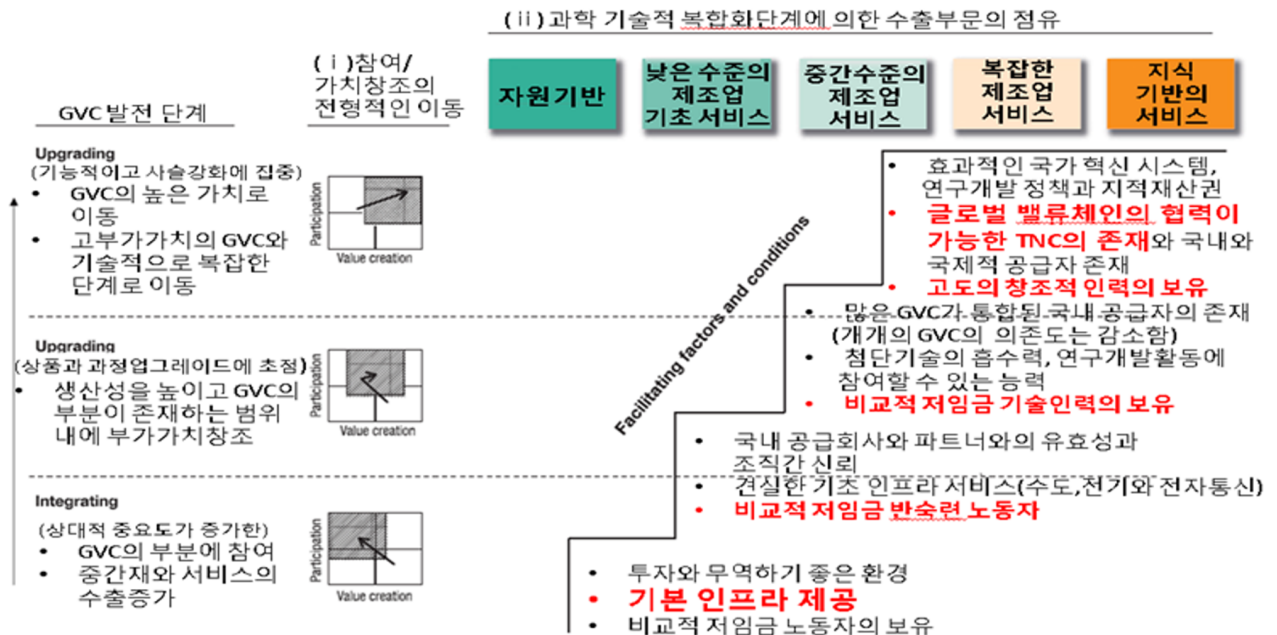 (ii)과학 기술적 복합화단계에 의한 수출부문의 점유
(i)참여/
가치창조의
전형적인 이동
GVC 발전 단계
자원기반
낮은 수준의
제조업
기초 서비스
중간수준의
제조업
서비스
복잡한
제조업
서비스
지식
기반의
서비스
Upgrading
(기능적이고 사슬강화에 집중)
• GVC의 높은 가치로
이동
• 고부가가치의 GVC와
기술적으로 복잡한
단계로 이동
Participation
Value creation
Upgrading
(상품과 과정업그레이드에 초점)
• 생산성을 높이고 GVC의
부분이 존재하는 범위
내에 부가가치창조
Participation
Value creation
Integrating
(상대적 중요도가 증가한)
• GVC의 부분에 참여
• 중간재와 서비스의
수출증가
Participation
Value creation
Facilitating factors and conditions
• 효과적인 국가 혁신 시스템,
연구개발 정책과 지적재산권
• 글로벌 밸류체인의 협력이
가능한 TNC의 존재와 국내와
국제적 공급자 존재
• 고도의 창조적 인력의 보유
• 많은 GVC가 통합된 국내 공급자의 존재
(개개의 GVC의 의존도는 감소함)
• 첨단기술의 흡수력, 연구개발활동에
참여할 수 있는 능력
• 비교적 저임금 기술인력의 보유
• 국내 공급회사와 파트너와의 유효성과
조직간 신뢰
• 견실한 기초 인프라 서비스(수도,전기와 전자통신)
• 비교적 저임금 반숙련 노동자
• 투자와 무역하기 좋은 환경
• 기본 인프라 제공
• 비교적 저임금 노동자의 보유